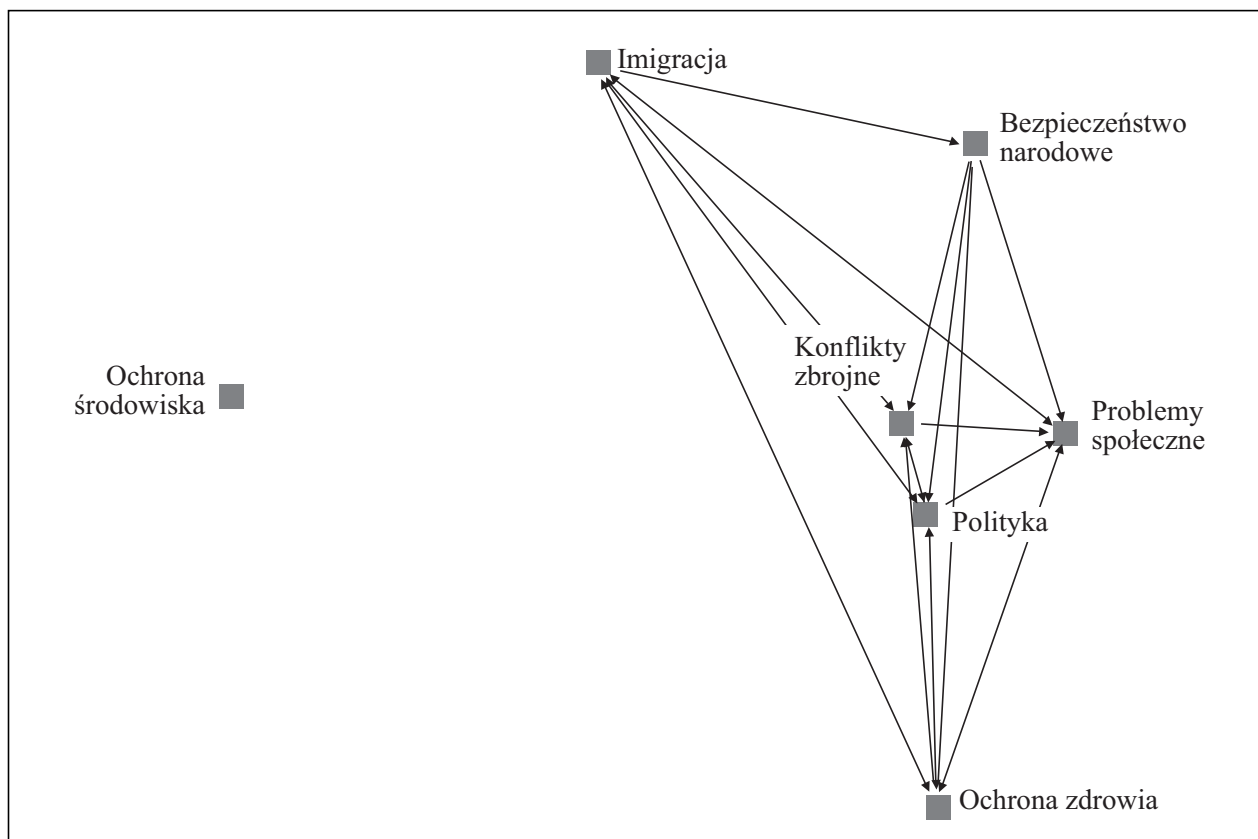 Imigracja
Bezpieczeństwo
narodowe
Konflikty
zbrojne
Ochrona
środowiska
Problemy
społeczne
Polityka
Ochrona zdrowia